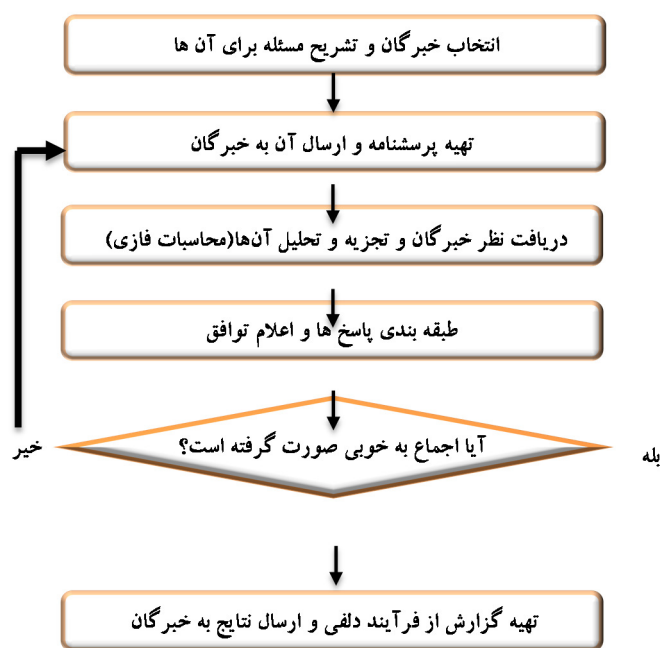 انتخاب خبرگان و تشریح مسئله برای آن ها
تهیه پرسشنامه و ارسال آن به خبرگان
دریافت نظر خبرگان و تجزیه و تحلیل آن‌ها(محاسبات فازی)
طبقه بندی پاسخ ها و اعلام توافق
آیا اجماع به خوبی صورت گرفته است؟
خیر
بله
تهیه گزارش از فرآیند دلفی و ارسال نتایج به خبرگان